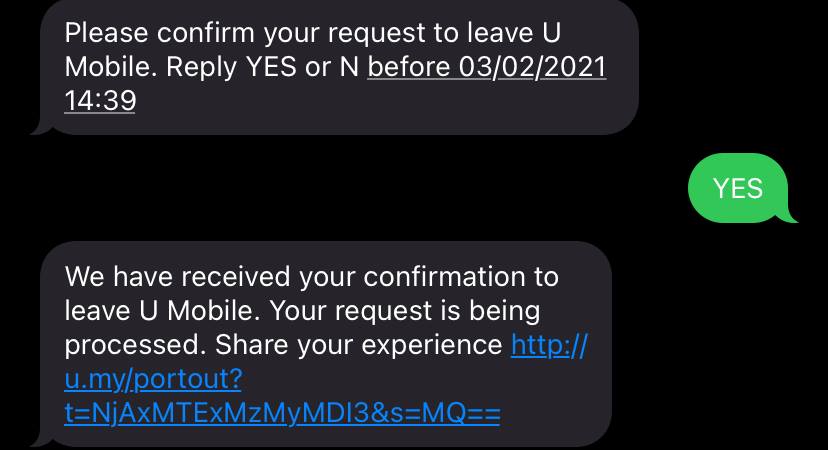 Please confirm your request to leave U
Mobile. Reply YES or N before 03/02/2021
14:39
YES
We have received your confirmation to
leave U Mobile. Your request is being
processed. Share your experience http://
u.my/portout?
t=NjAxMTExMzMyMDI3&s=MQ==